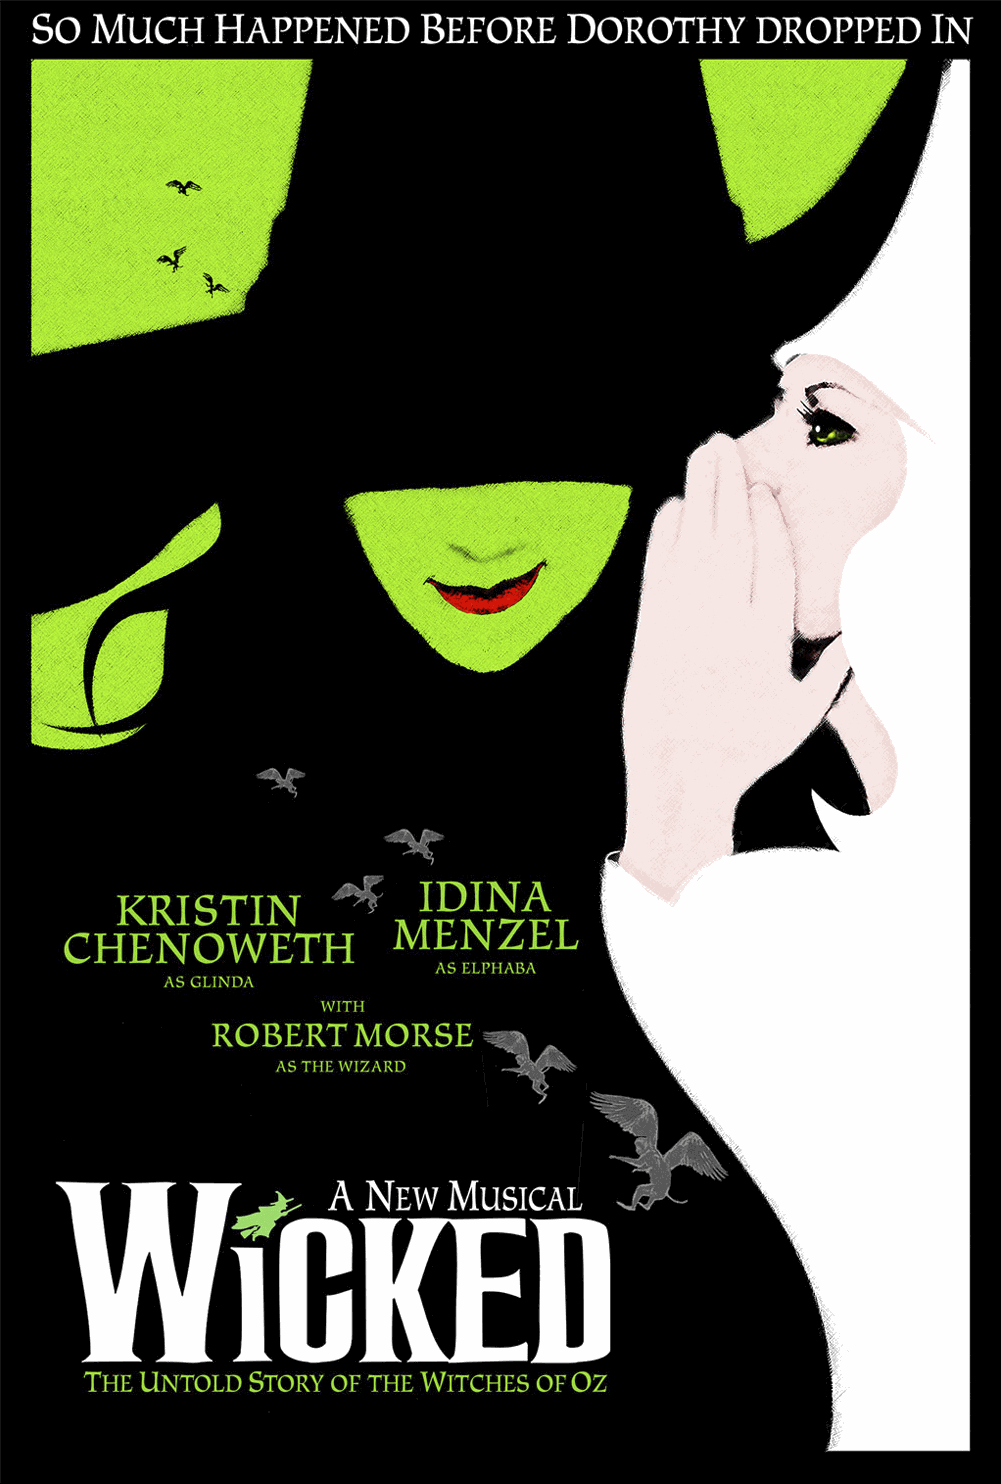 SO MUCH HAPPENED BEFORE DOROTHY DROPPED IN
KRISTIN
CHENOWETH
AS GLINDA
IDINA
MENZEL
AS ELPHABA
WITH
ROBERT MORSE
AS THE WIZARD
A NEW MUSICAL
WiCKED
THE UNTOLD STORY OF THE WITCHES OF OZ